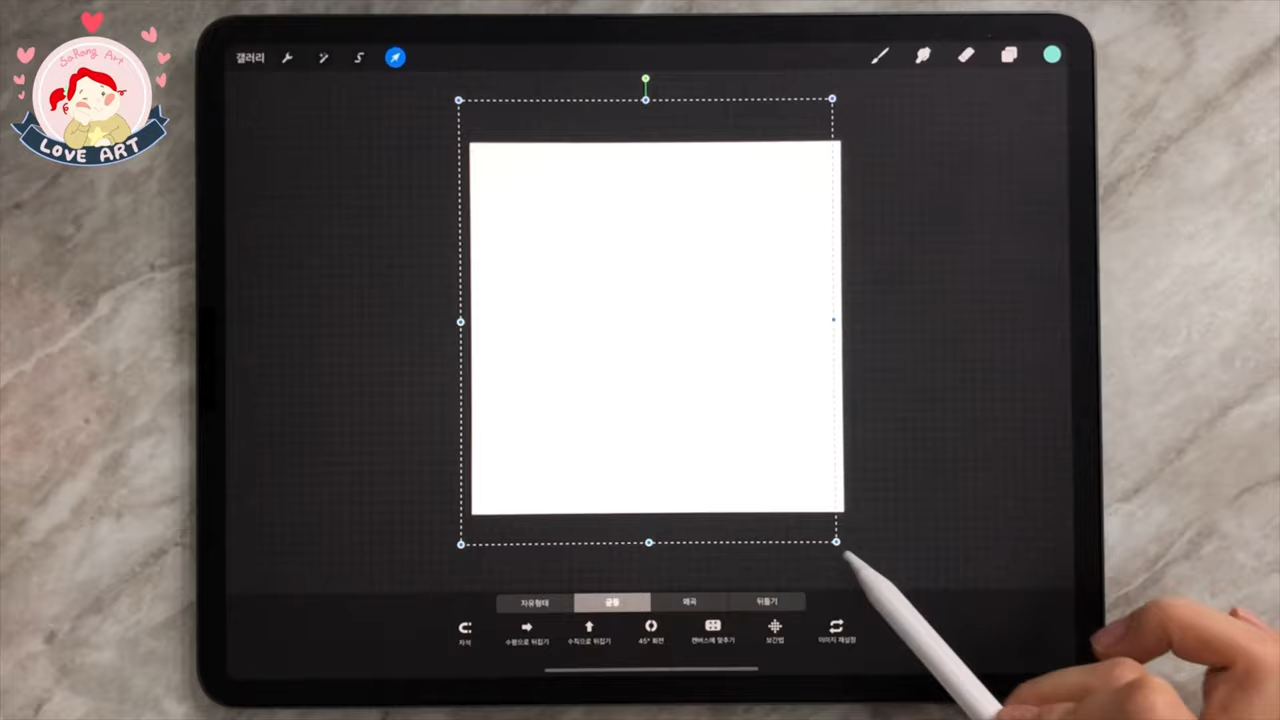 SaRang Art
LOVE ART
갤러리
자유형태
균등
왜곡
뒤틀기
자석
수평으로 뒤집기
수직으로 뒤집기
45° 회전
캔버스에 맞추기
보간법
이미지 재설정